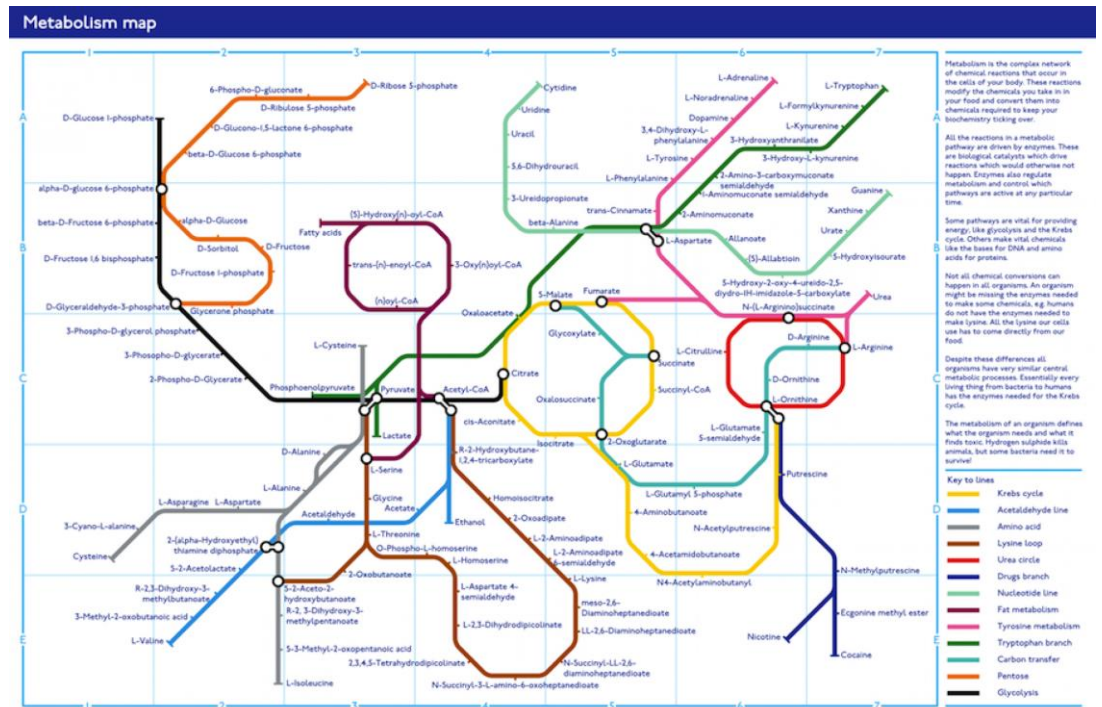 Metabolism map
1
2
3
4
5
6
7
A
B
C
D
E
D-Glucose 1-phosphate
6-Phospho-D-gluconate
D-Ribose 5-phosphate
D-Ribulose 5-phosphate
D-Glucono-1,5-lactone 6-phosphate
beta-D-Glucose 6-phosphate
alpha-D-glucose 6-phosphate
beta-D-Fructose 6-phosphate
alpha-D-Glucose
D-Sorbitol
D-Fructose
D-Fructose 1,6 bisphosphate
D-Fructose 1-phosphate
D-Glyceraldehyde-3-phosphate
Glycerone phosphate
3-Phospho-D-glycerol phosphate
3-Phosopho-D-glycerate
2-Phospho-D-Glycerate
Phosphoenolpyruvate
(S)-Hydroxy(n)-oyl-CoA
Fatty acids
trans-(n)-enoyl-CoA
3-Oxy(n)oyl-CoA
(n)oyl-CoA
L-Cysteine
Pyruvate
Acetyl-CoA
Lactate
Oxaloacetate
Citrate
cis-Aconitate
Isocitrate
S-Malate
Fumarate
Glyoxylate
Succinate
Succinyl-CoA
Oxalosuccinate
2-Oxoglutarate
Cytidine
Uridine
Uracil
5,6-Dihydrouracil
3-Ureidopropionate
beta-Alanine
L-Adrenaline
L-Noradrenaline
Dopamine
3,4-Dihydroxy-L-
phenylalanine
L-Tyrosine
L-Phenylalanine
trans-Cinnamate
L-Tryptophan
L-Formylkynurenine
L-Kynurenine
3-Hydroxyanthranilate
3-Hydroxy-L-kynurenine
2-Amino-3-carboxymuconate
semialdehyde
2-Aminomuconate
L-Aspartate
Guanine
Xanthine
Urate
5-Hydroxyisourate
Allanoate
(S)-Allabtioin
5-Hydroxy-2-oxy-4-ureido-2,5-
diydro-IH-imidazole-5-carboxylate
Urea
N-(L-Arginino)succinate
D-Arginine
L-Citrulline
L-Arginine
D-Ornithine
L-Ornithine
L-Glutamate
5-semialdehyde
L-Glutamate
L-Glutamyl 5-phosphate
Putrescine
4-Aminobutanoate
N-Acetylputrescine
4-Acetamidobutanoate
N4-Acetylaminobutanyl
N-Methylputrescine
Ecgonine methyl ester
Nicotine
Cocaine
D-Alanine
L-Alanine
L-Serine
L-Asparagine
L-Aspartate
3-Cyano-L-alanine
Cysteine
Glycine
Acetate
Acetaldehyde
Ethanol
2-(alpha-Hydroxyethyl)
thiamine diphosphate
L-Threonine
O-Phospho-L-homoserine
L-Homoserine
2-Oxobutanoate
S-2-Acetolactate
R-2,3-Dihydroxy-3-
methylbutanoate
3-Methyl-2-oxobutanoic acid
L-Valine
S-2-Aceto-2-
hydroxybutanoate
R-2, 3-Dihydroxy-3-
methylpentanoate
S-3-Methyl-2-oxopentanoic acid
L-Isoleucine
R-2-Hydroxybutane-
1,2,4-tricarboxylate
Homoisocitrate
2-Oxoadipate
L-2-Aminoadipate
L-2-Aminoadipate
6-semialdehyde
L-Lysine
meso-2,6-
Diaminoheptanedioate
LL-2,6-Diaminoheptanedioate
N-Succinyl-LL-2,6-
diaminoheptanedioate
N-Succinyl-3-L-amino-6-oxoheptanedioate
2,3,4,5-Tetrahydrodipicolinate
L-2,3-Dihydrodipicolinate
L-Aspartate 4-
semialdehyde
Metabolism is the complex network
of chemical reactions that occur in
the cells of your body. These reactions
modify the chemicals you take in in
your food and convert them into
chemicals required to keep your
biochemistry ticking over.
All the reactions in a metabolic
pathway are driven by enzymes. These
are biological catalysts which drive
reactions which would otherwise not
happen. Enzymes also regulate
metabolism and control which
pathways are active at any particular
time.
Some pathways are vital for providing
energy, like glycolysis and the Krebs
cycle. Others make vital chemicals
like the bases for DNA and amino
acids for proteins.
Not all chemical conversions can
happen in all organisms. An organism
might be missing the enzymes needed
to make some chemicals, e.g. humans
do not have the enzymes needed to
make lysine. All the lysine our cells
use has to come directly from our
food.
Despite these differences all
organisms have very similar central
metabolic processes. Essentially every
living thing from bacteria to humans
has the enzymes needed for the Krebs
cycle.
The metabolism of an organism defines
what the organism needs and what it
finds toxic. Hydrogen sulphide kills
animals, but some bacteria need it to
survive!
Key to lines
Krebs cycle
Acetaldehyde line
Amino acid
Lysine loop
Urea circle
Drugs branch
Nucleotide line
Fat metabolism
Tyrosine metabolism
Tryptophan branch
Carbon transfer
Pentose
Glycolysis